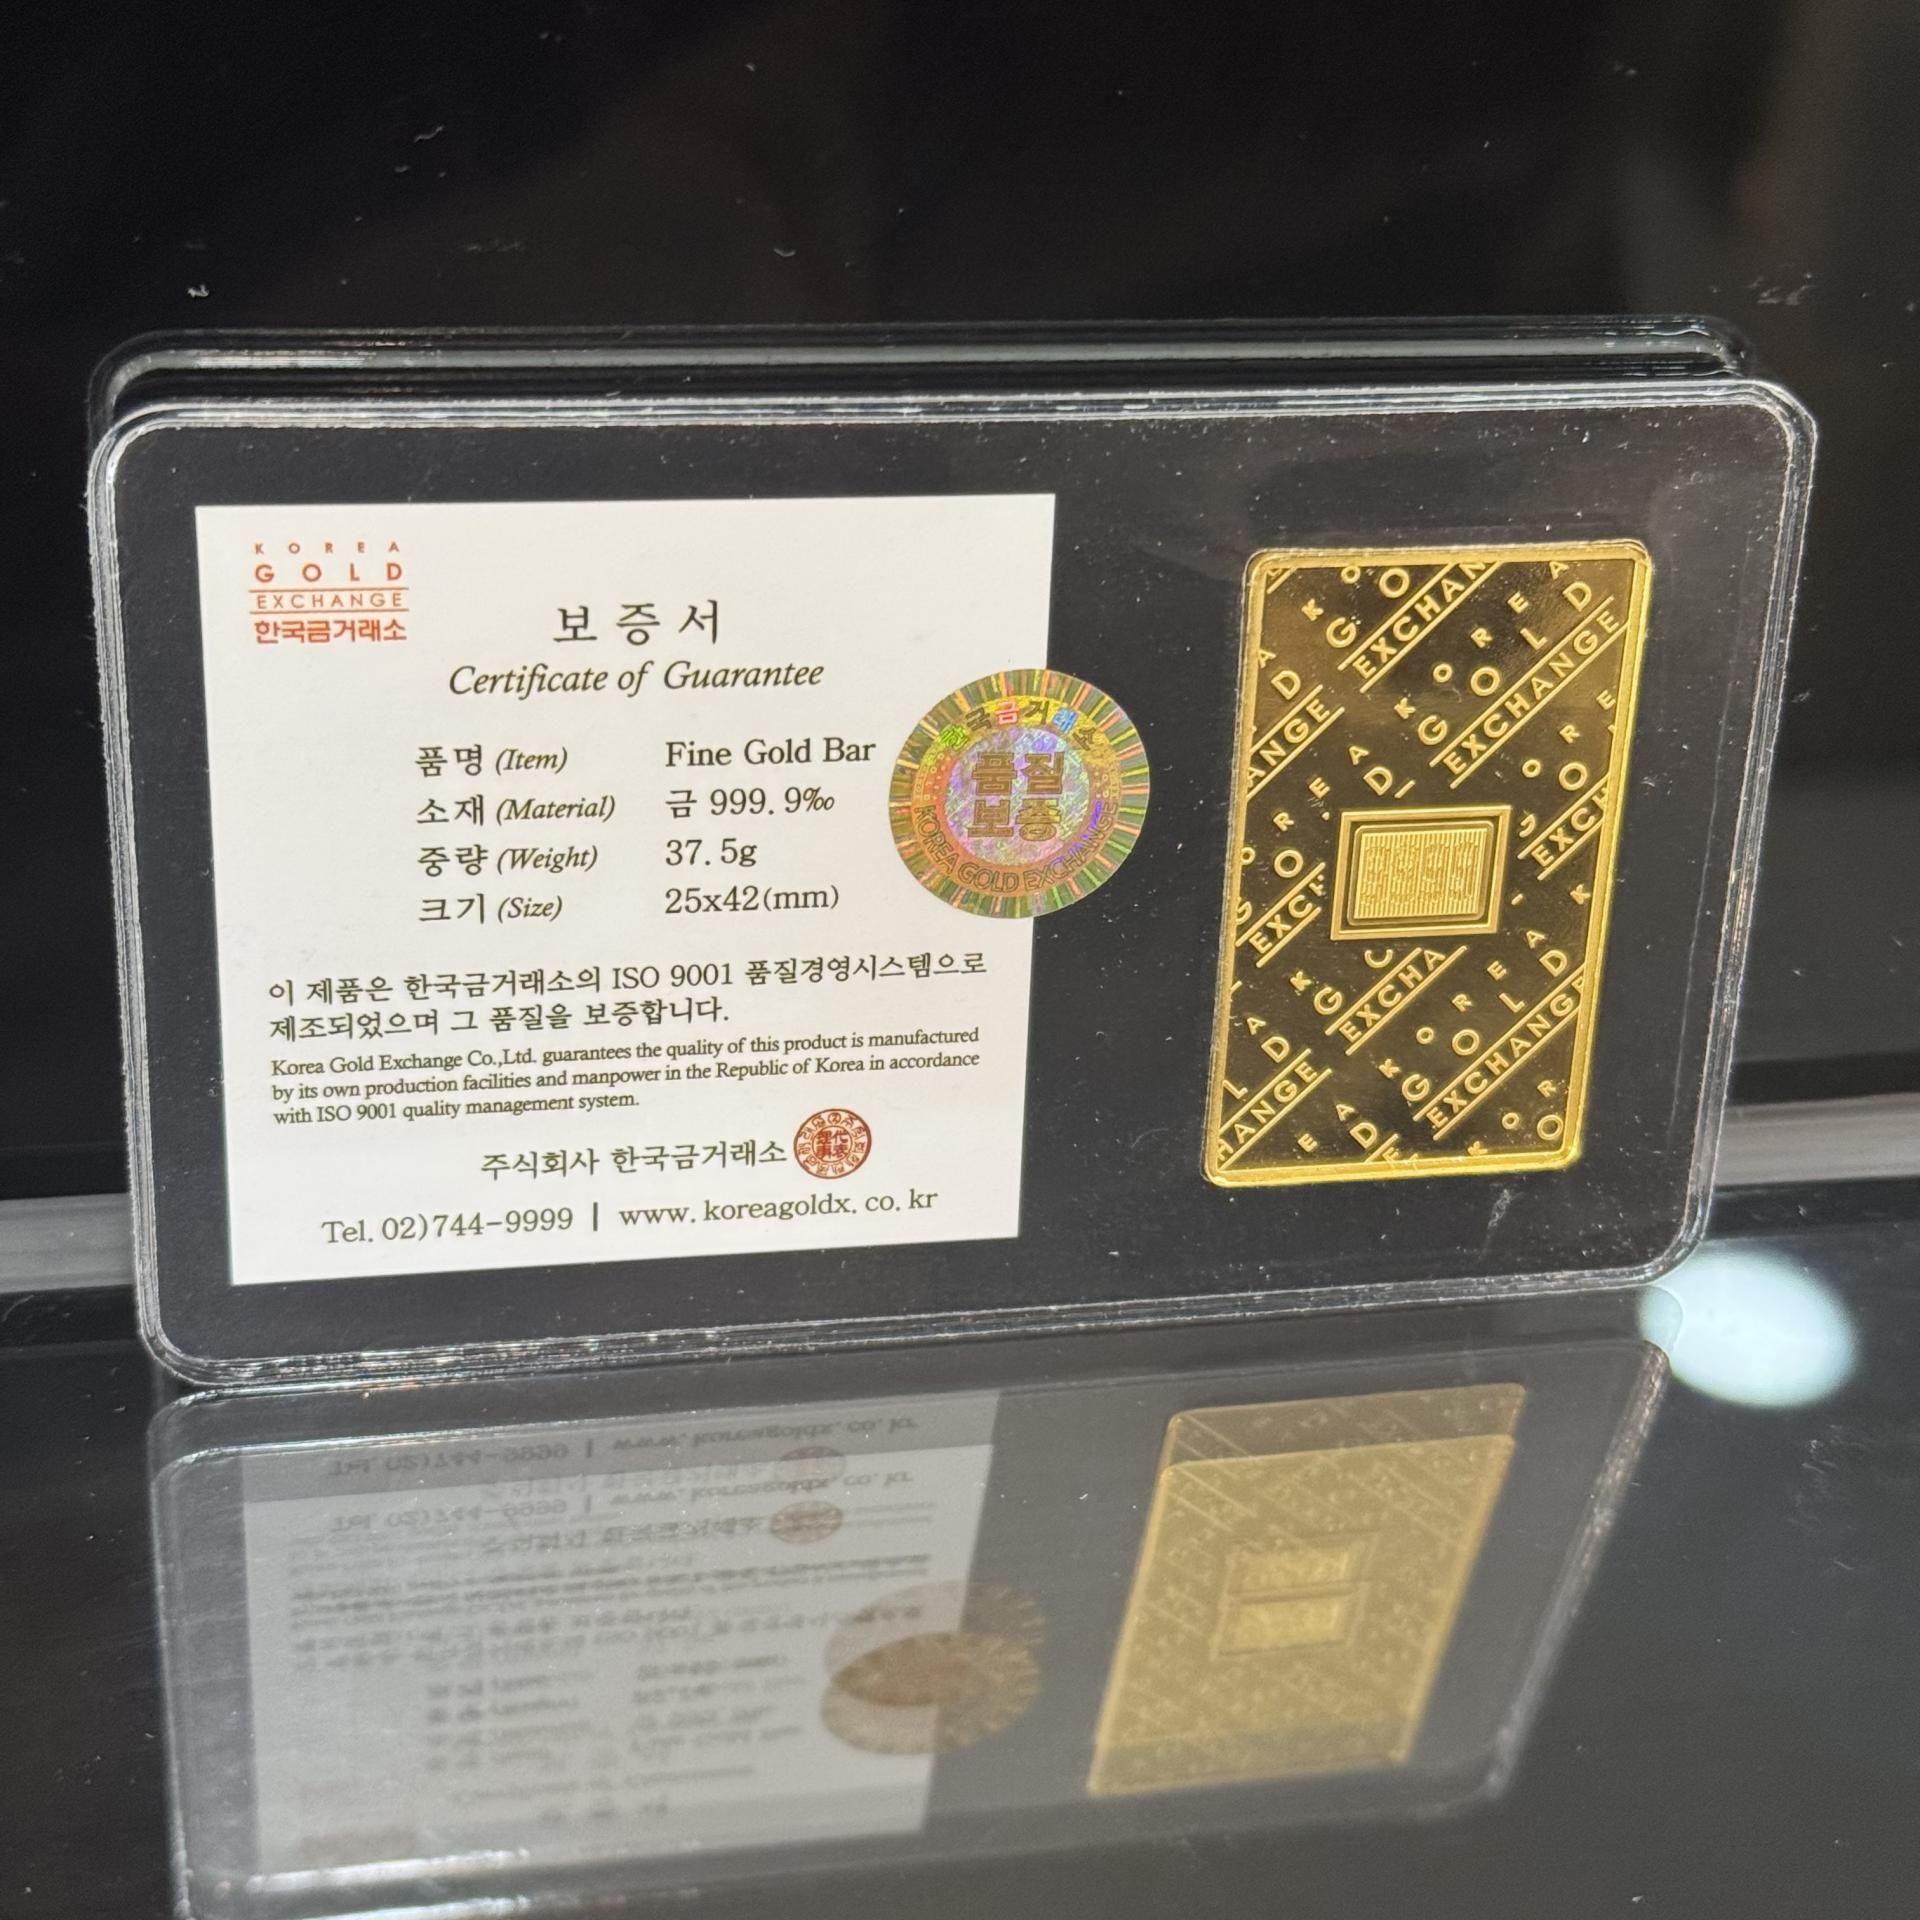 KOREA
GOLD
EXCHANGE
한국금거래소
보증서
Certificate of Guarantee
품명 (Item) Fine Gold Bar
소재 (Material) 금 999.9‰
중량 (Weight) 37.5g
크기 (Size) 25x42(mm)
한국금거래소
품질
보증
KOREA GOLD EXCHANGE
이 제품은 한국금거래소의 ISO 9001 품질경영시스템으로
제조되었으며 그 품질을 보증합니다.
Korea Gold Exchange Co.,Ltd. guarantees the quality of this product is manufactured
by its own production facilities and manpower in the Republic of Korea in accordance
with ISO 9001 quality management system.
주식회사 한국금거래소
Tel. 02)744-9999 | www.koreagoldx.co.kr
KOREA
GOLD
EXCHANGE